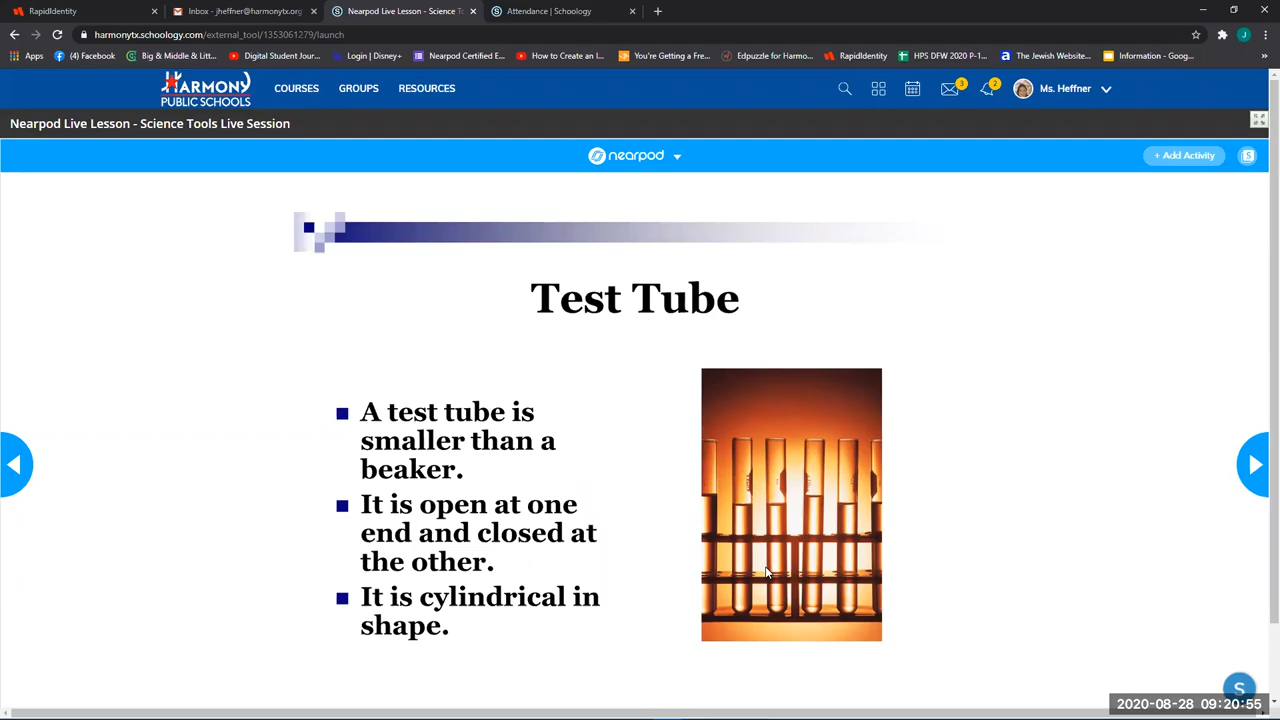 RapidIdentity
Inbox - jheffner@harmonytx.org
Nearpod Live Lesson - Science To
Attendance | Schoology
harmonytx.schoology.com/external_tool/1353061279/launch
Apps (4) Facebook Big & Middle & Litt... Digital Student Jour... Login | Disney+ Nearpod Certified E... How to Create an I... You're Getting a Fre... Edpuzzle for Harmo... RapidIdentity HPS DFW 2020 P-1... The Jewish Website... Information - Goog...
HARMONY
PUBLIC SCHOOLS
COURSES GROUPS RESOURCES 3 2 Ms. Heffner
Nearpod Live Lesson - Science Tools Live Session
nearpod + Add Activity S
Test Tube
A test tube is
smaller than a
beaker.
It is open at one
end and closed at
the other.
It is cylindrical in
shape.
S
2020-08-28 09:20:55